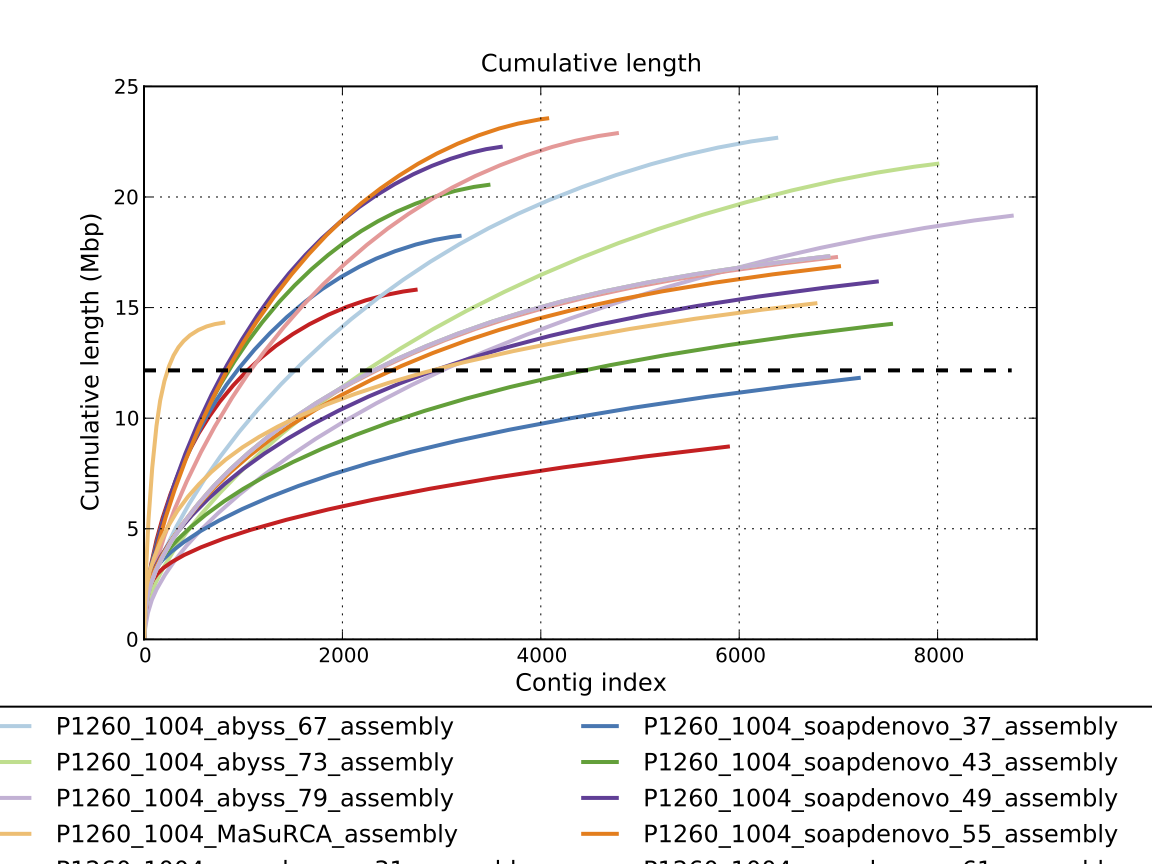 Cumulative length
25
20
15
10
5
0
Cumulative length (Mbp)
0 2000 4000 6000 8000
Contig index
P1260_1004_abyss_67_assembly P1260_1004_soapdenovo_37_assembly
P1260_1004_abyss_73_assembly P1260_1004_soapdenovo_43_assembly
P1260_1004_abyss_79_assembly P1260_1004_soapdenovo_49_assembly
P1260_1004_MaSuRCA_assembly P1260_1004_soapdenovo_55_assembly